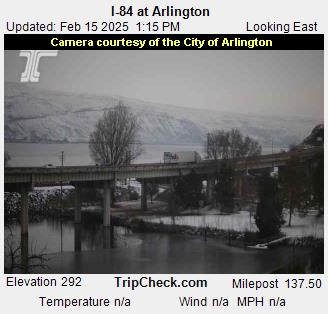 I-84 at Arlington
Updated: Feb 15 2025 1:15 PM Looking East
Camera courtesy of the City of Arlington
Elevation 292 TripCheck.com Milepost 137.50
Temperature n/a Wind n/a MPH n/a